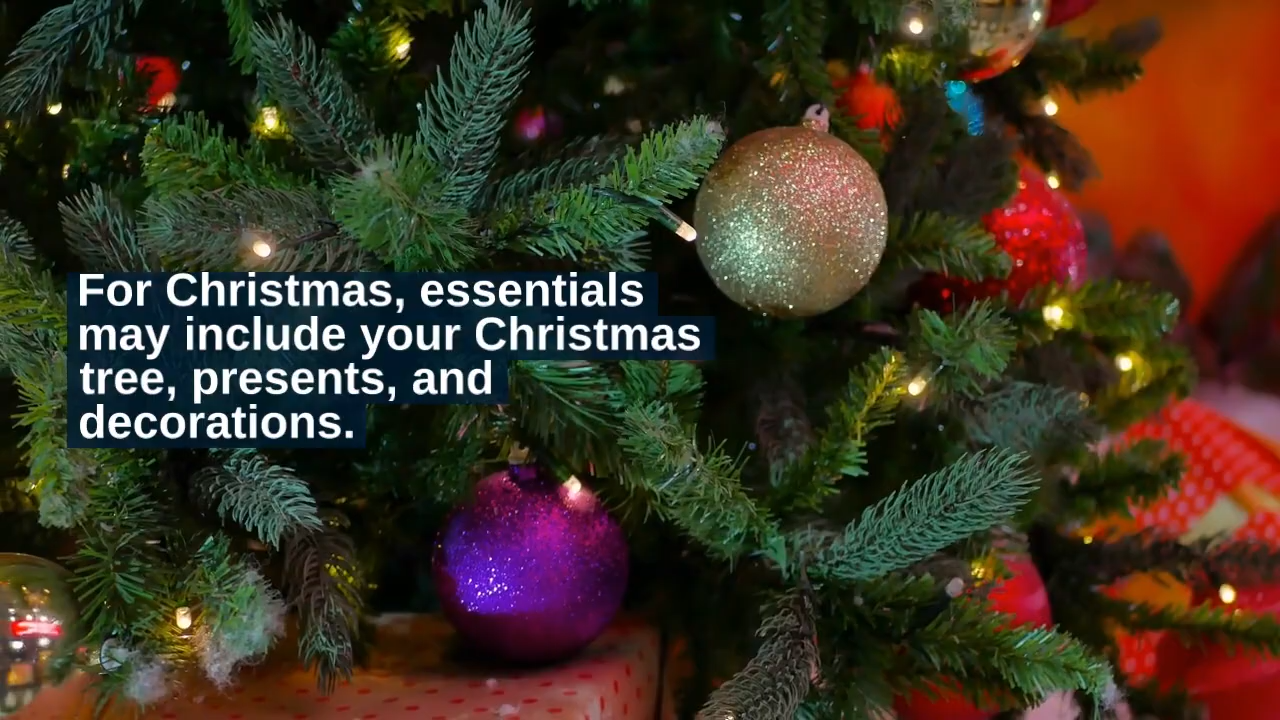 For Christmas, essentials
may include your Christmas
tree, presents, and
decorations.